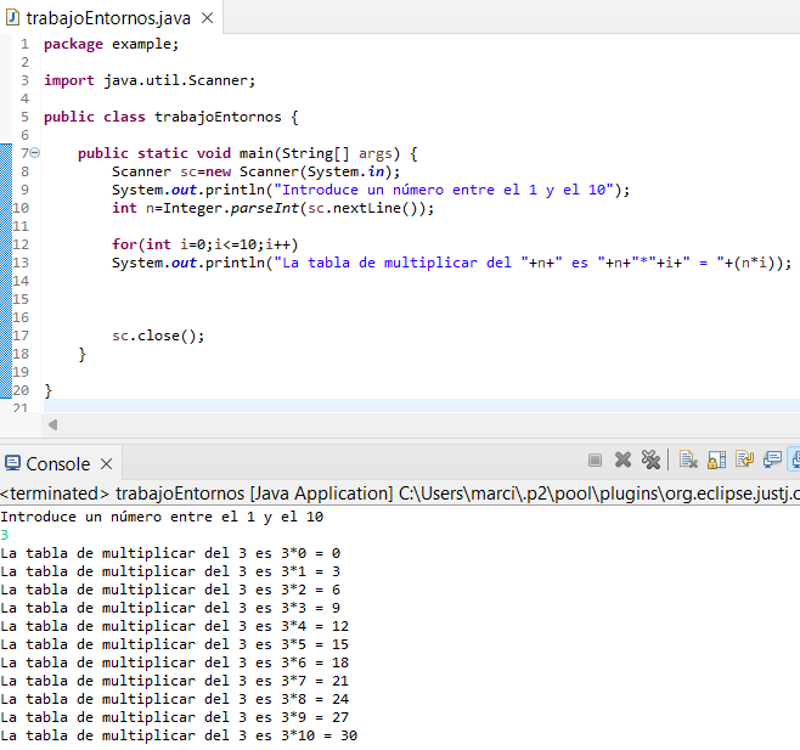 trabajoEntornos.java
1 package example;
2
3 import java.util.Scanner;
4
5 public class trabajoEntornos {
6
7 public static void main(String[] args) {
8 Scanner sc=new Scanner(System.in);
9 System.out.println("Introduce un número entre el 1 y el 10");
10 int n=Integer.parseInt(sc.nextLine());
11
12 for(int i=0;i<=10;i++)
13 System.out.println("La tabla de multiplicar del "+n+" es "+n+"*"+i+" = "+(n*i));
14
15
16
17 sc.close();
18 }
19
20 }
21
Console
<terminated> trabajoEntornos [Java Application] C:\Users\marci\.p2\pool\plugins\org.eclipse.justj.o
Introduce un número entre el 1 y el 10
3
La tabla de multiplicar del 3 es 3*0 = 0
La tabla de multiplicar del 3 es 3*1 = 3
La tabla de multiplicar del 3 es 3*2 = 6
La tabla de multiplicar del 3 es 3*3 = 9
La tabla de multiplicar del 3 es 3*4 = 12
La tabla de multiplicar del 3 es 3*5 = 15
La tabla de multiplicar del 3 es 3*6 = 18
La tabla de multiplicar del 3 es 3*7 = 21
La tabla de multiplicar del 3 es 3*8 = 24
La tabla de multiplicar del 3 es 3*9 = 27
La tabla de multiplicar del 3 es 3*10 = 30